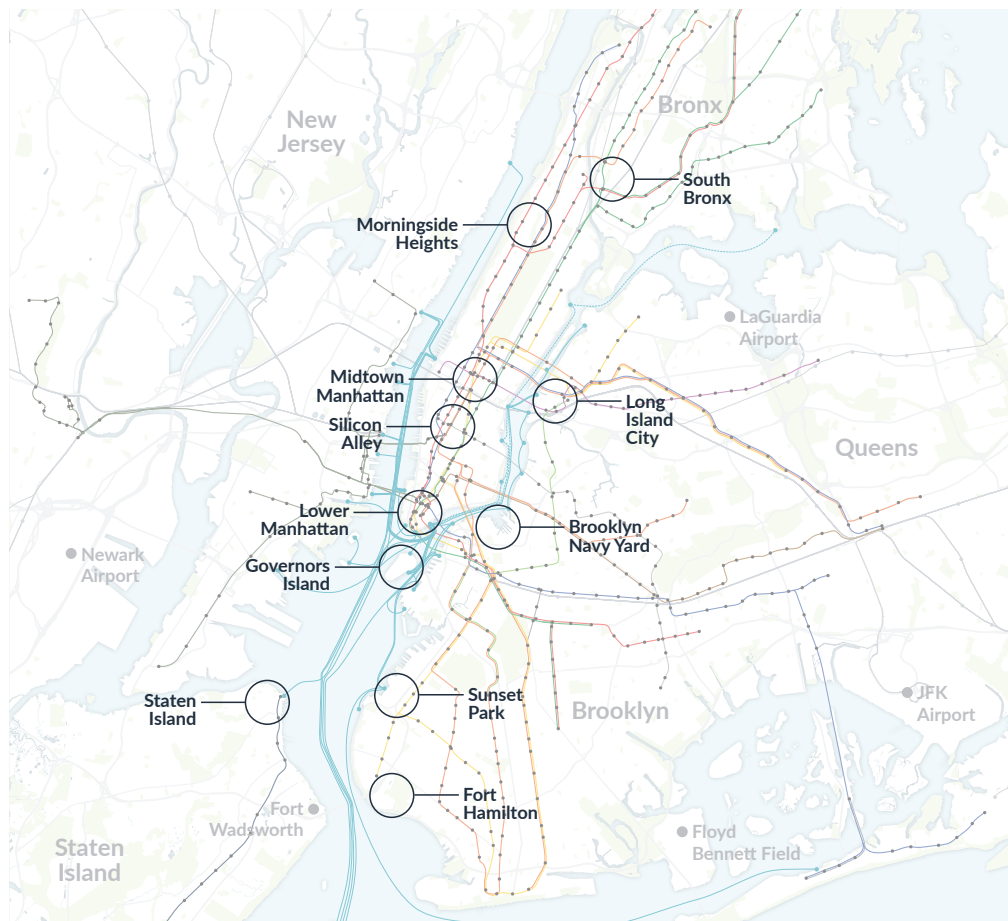 New
Jersey
Bronx
South
Bronx
Morningside
Heights
LaGuardia
Airport
Midtown
Manhattan
Long
Island
City
Silicon
Alley
Queens
Lower
Manhattan
Brooklyn
Navy Yard
Newark
Airport
Governors
Island
Staten
Island
Sunset
Park
Brooklyn
JFK
Airport
Fort
Hamilton
Fort
Wadsworth
Floyd
Bennett Field
Staten
Island